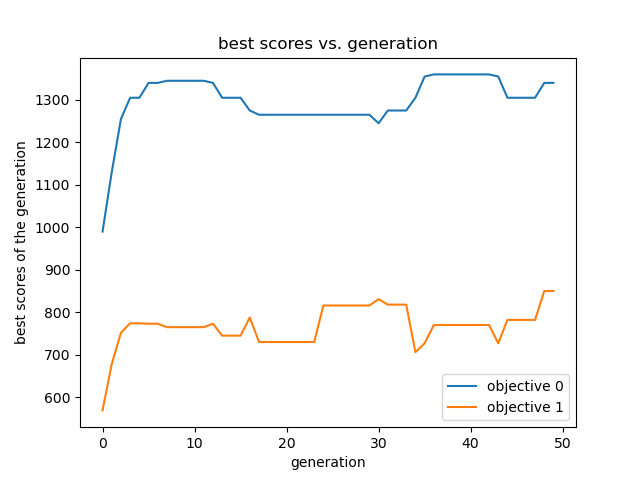 best scores vs. generation
best scores of the generation
1300
1200
1100
1000
900
800
700
600
0 10 20 30 40 50
generation
objective 0
objective 1